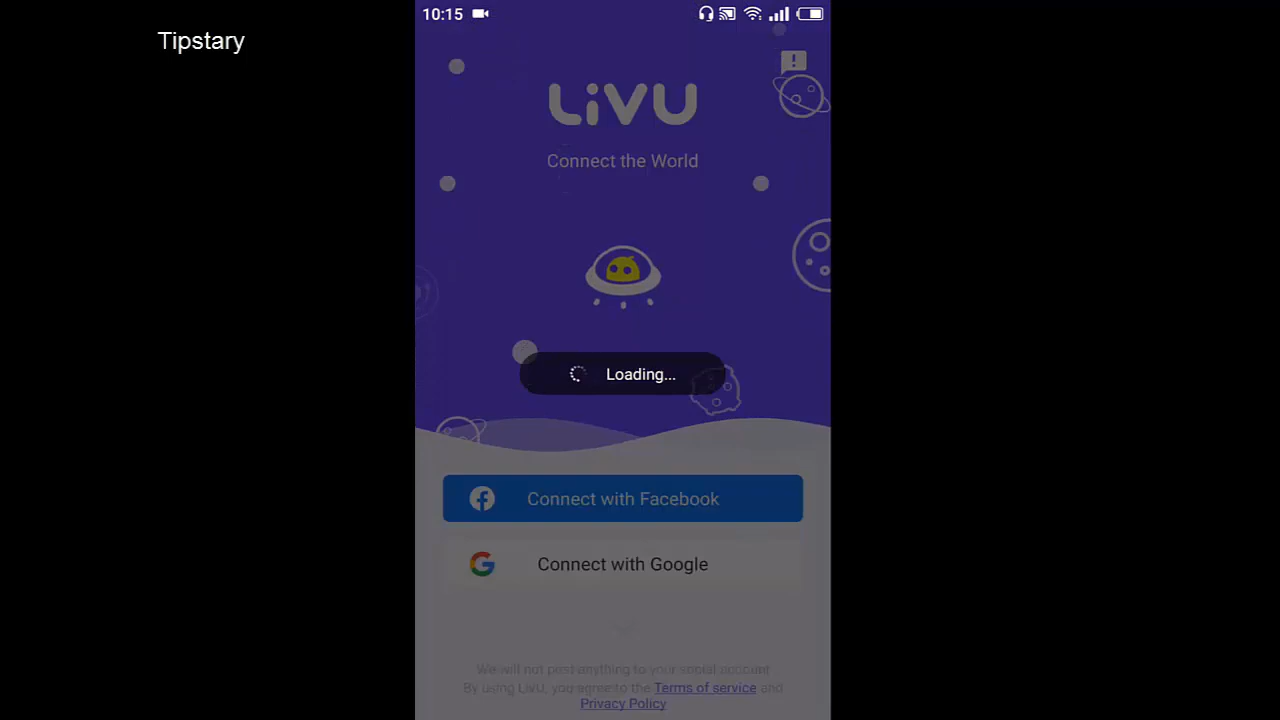 Tipstary
10:15
LiVU
Connect the World
Loading...
Connect with Facebook
Connect with Google
We will not post anything to your social account
By using LivU, you agree to the Terms of service and
Privacy Policy